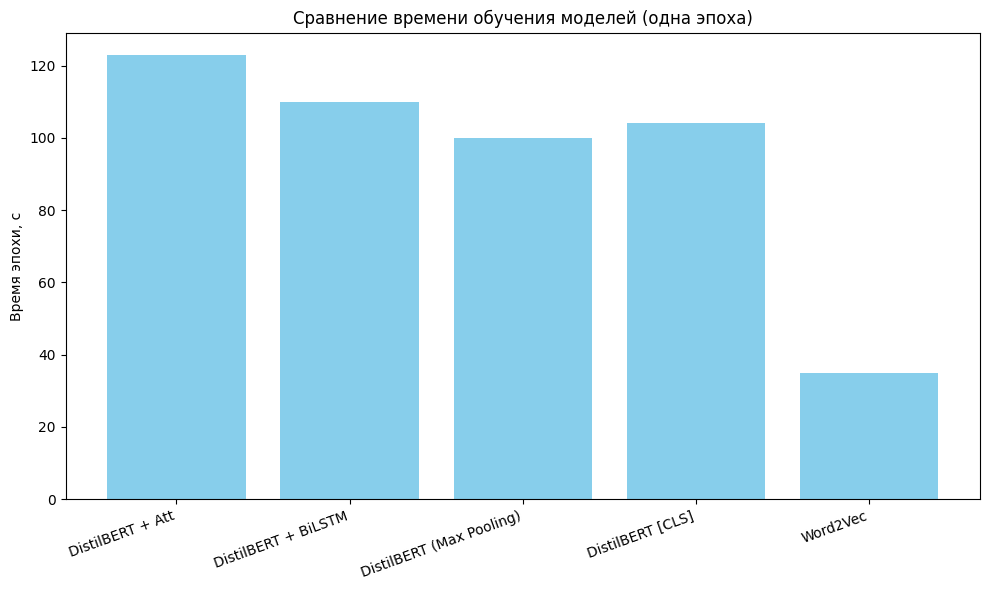 Сравнение времени обучения моделей (одна эпоха)
Время эпохи, с
120
100
80
60
40
20
0
DistilBERT + Att
DistilBERT + BiLSTM
DistilBERT (Max Pooling)
DistilBERT [CLS]
Word2Vec